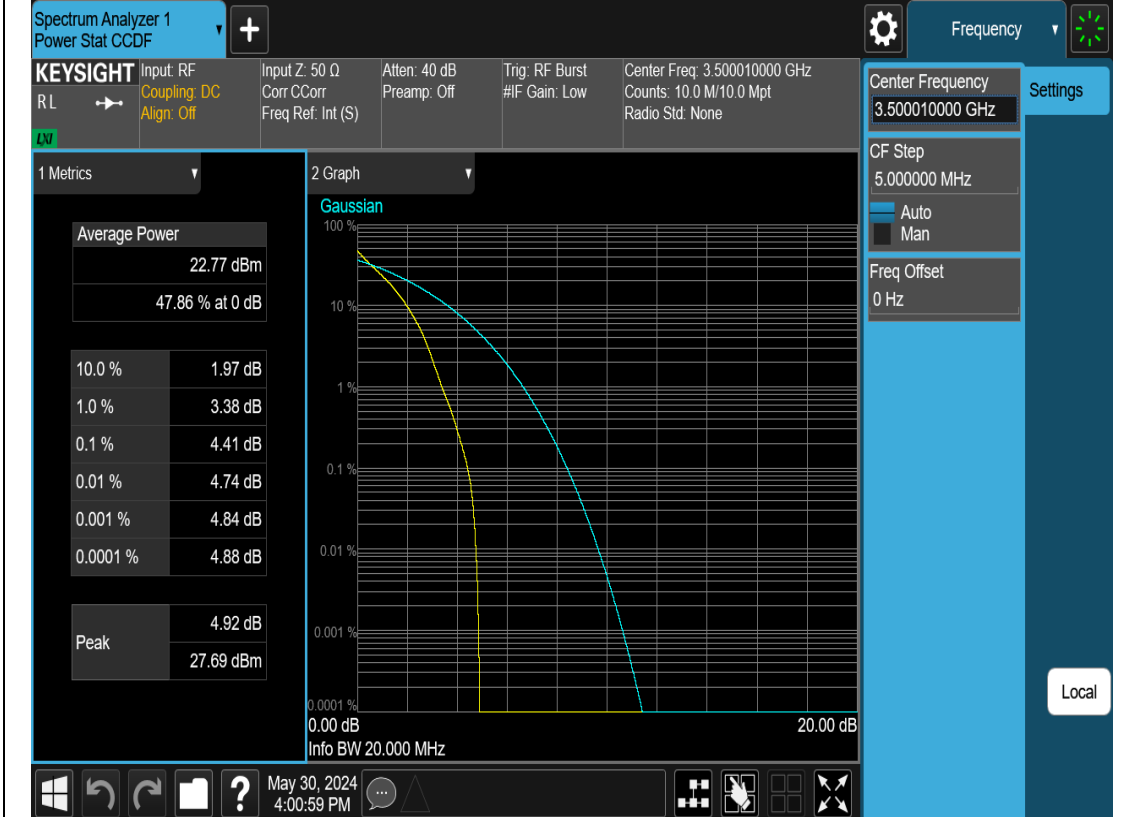 Spectrum Analyzer 1
Power Stat CCDF
+
Frequency
KEYSIGHT
RL
LXI
Input: RF
Coupling: DC
Align: Off
Input Z: 50 Ω
Corr CCorr
Freq Ref: Int (S)
Atten: 40 dB
Preamp: Off
Trig: RF Burst
#IF Gain: Low
Center Freq: 3.500010000 GHz
Counts: 10.0 M/10.0 Mpt
Radio Std: None
Center Frequency
3.500010000 GHz
Settings
CF Step
5.000000 MHz
Auto
Man
Freq Offset
0 Hz
1 Metrics
Average Power
22.77 dBm
47.86 % at 0 dB
10.0 % 1.97 dB
1.0 % 3.38 dB
0.1 % 4.41 dB
0.01 % 4.74 dB
0.001 % 4.84 dB
0.0001 % 4.88 dB
Peak 4.92 dB
27.69 dBm
2 Graph
Gaussian
100 %
10 %
1 %
0.1 %
0.01 %
0.001 %
0.0001 %
0.00 dB 20.00 dB
Info BW 20.000 MHz
Local
?
May 30, 2024
4:00:59 PM